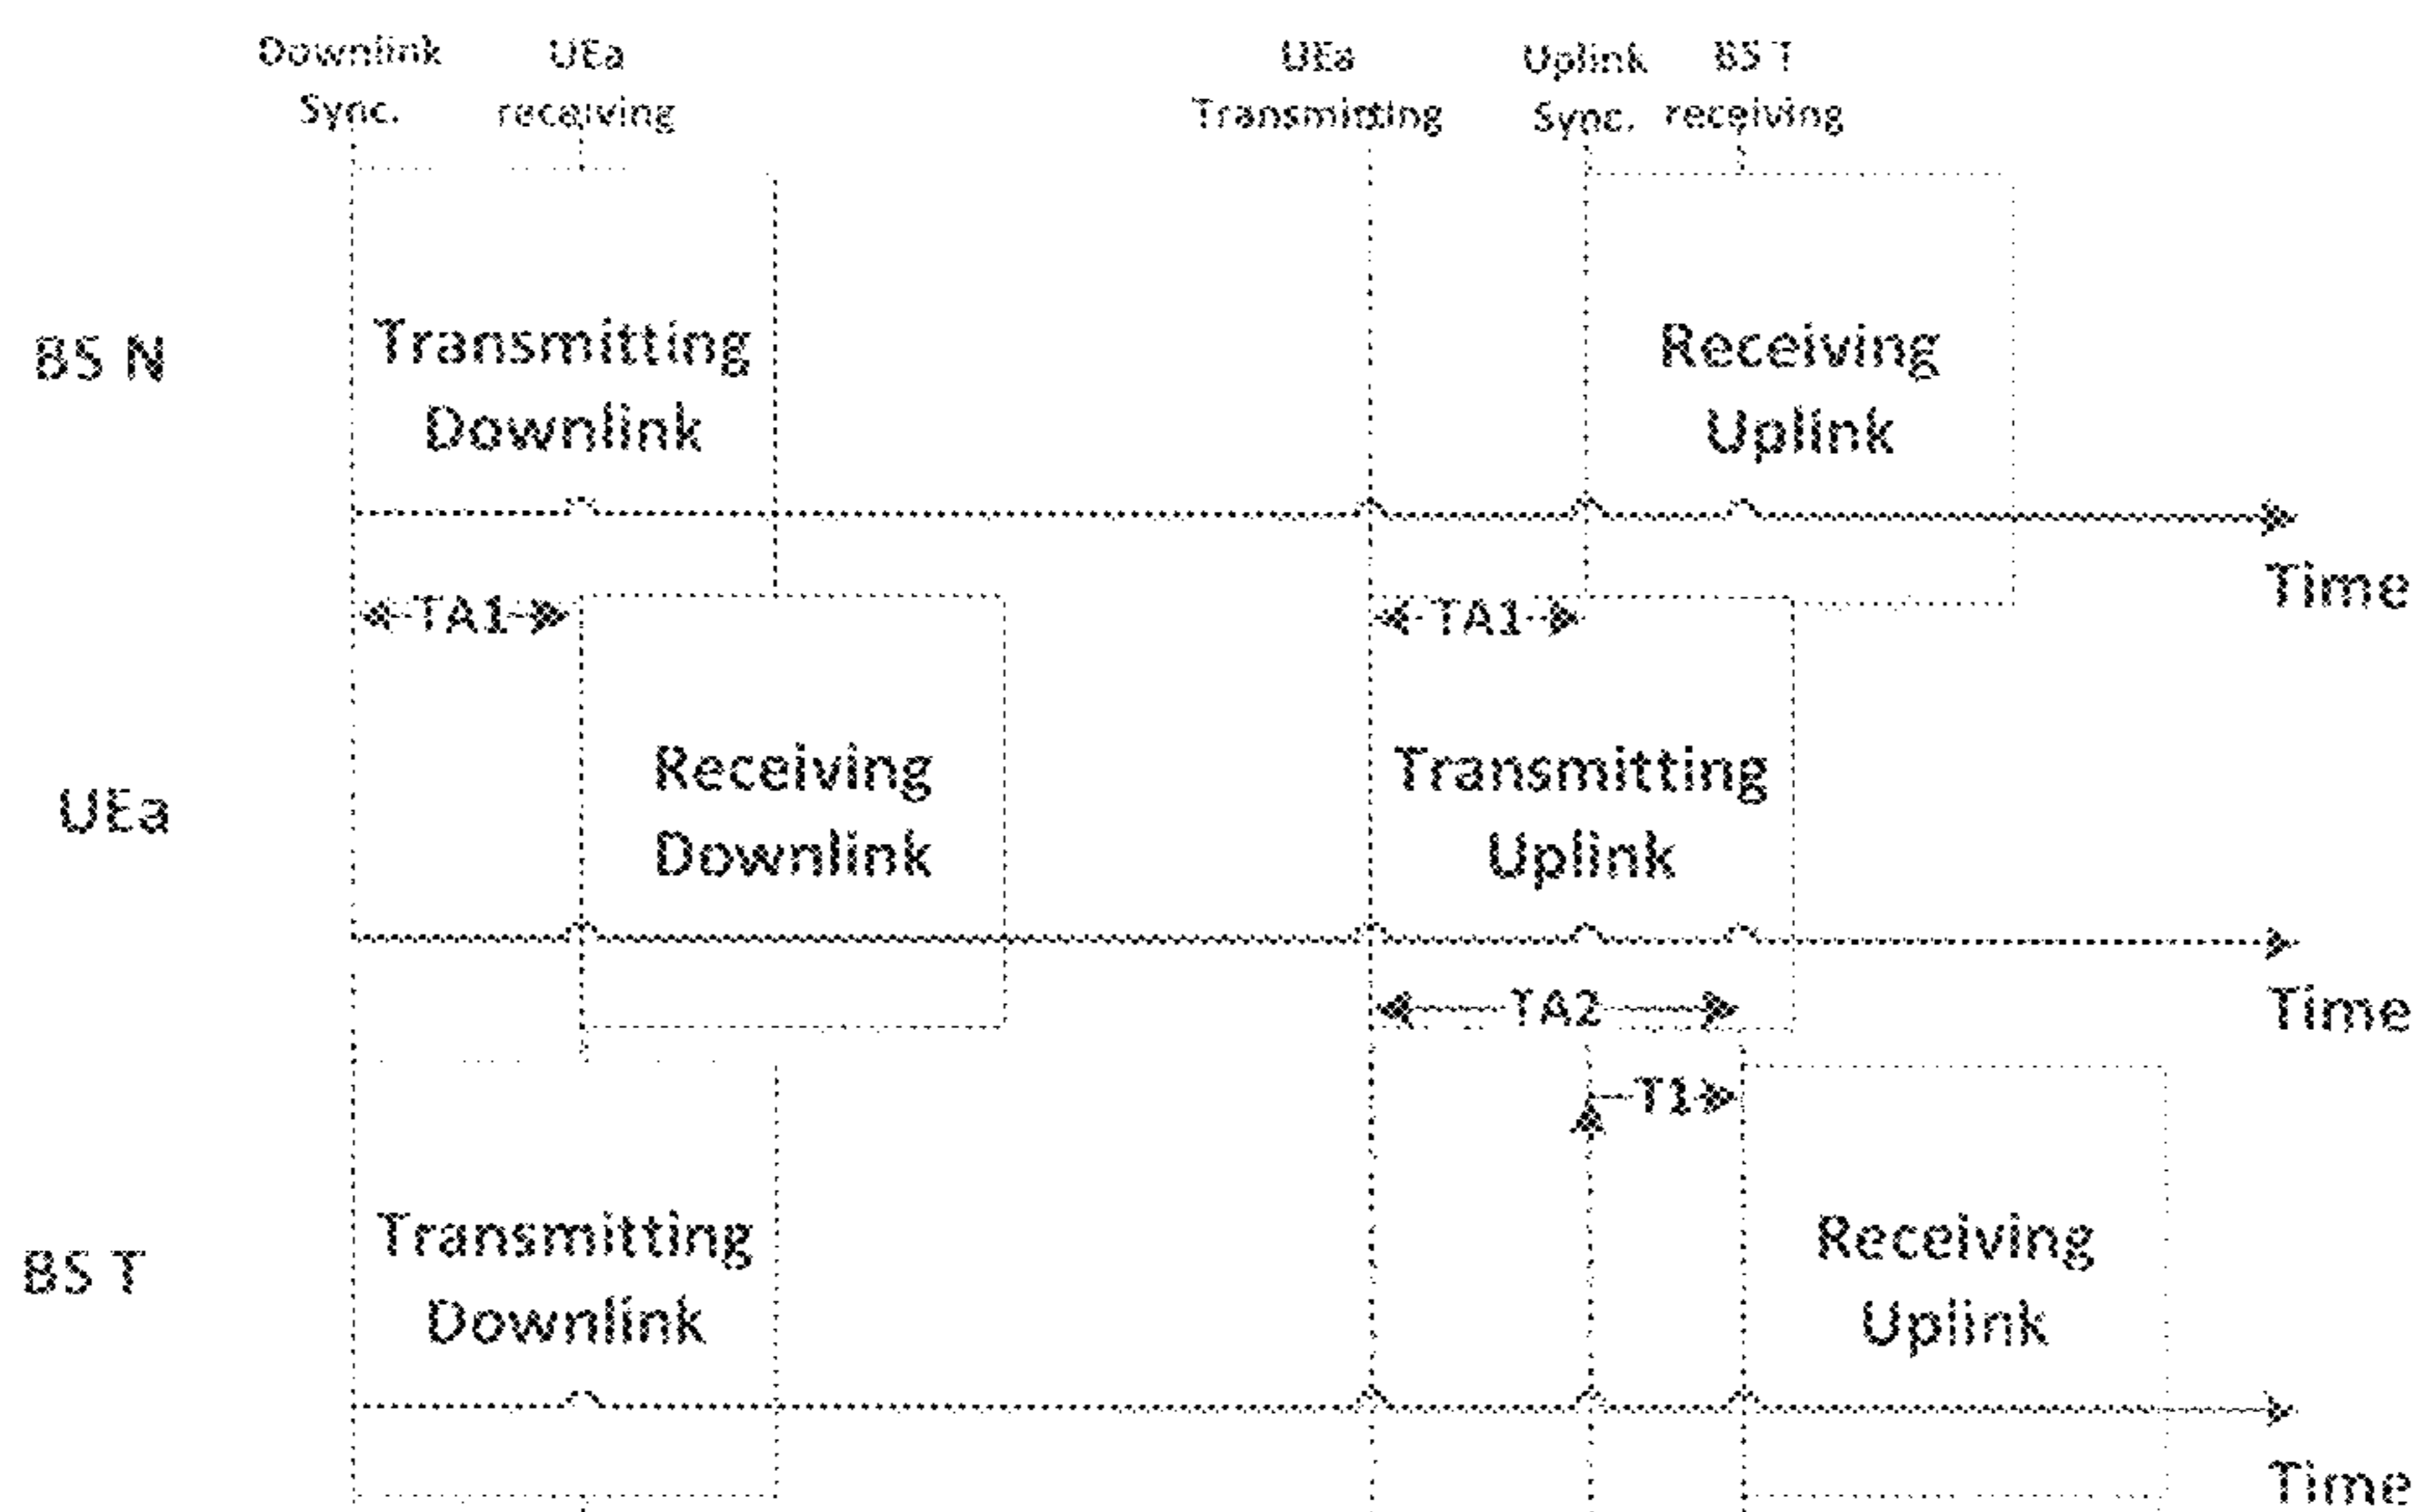 Downlink
Sync.
UEa
receiving
UEa
Transmitting
Uplink
Sync.
BS T
receiving
BS N
Transmitting
Downlink
Receiving
Uplink
Time
TA1
TA1
UEa
Receiving
Downlink
Transmitting
Uplink
Time
TA2
T1
BS T
Transmitting
Downlink
Receiving
Uplink
Time